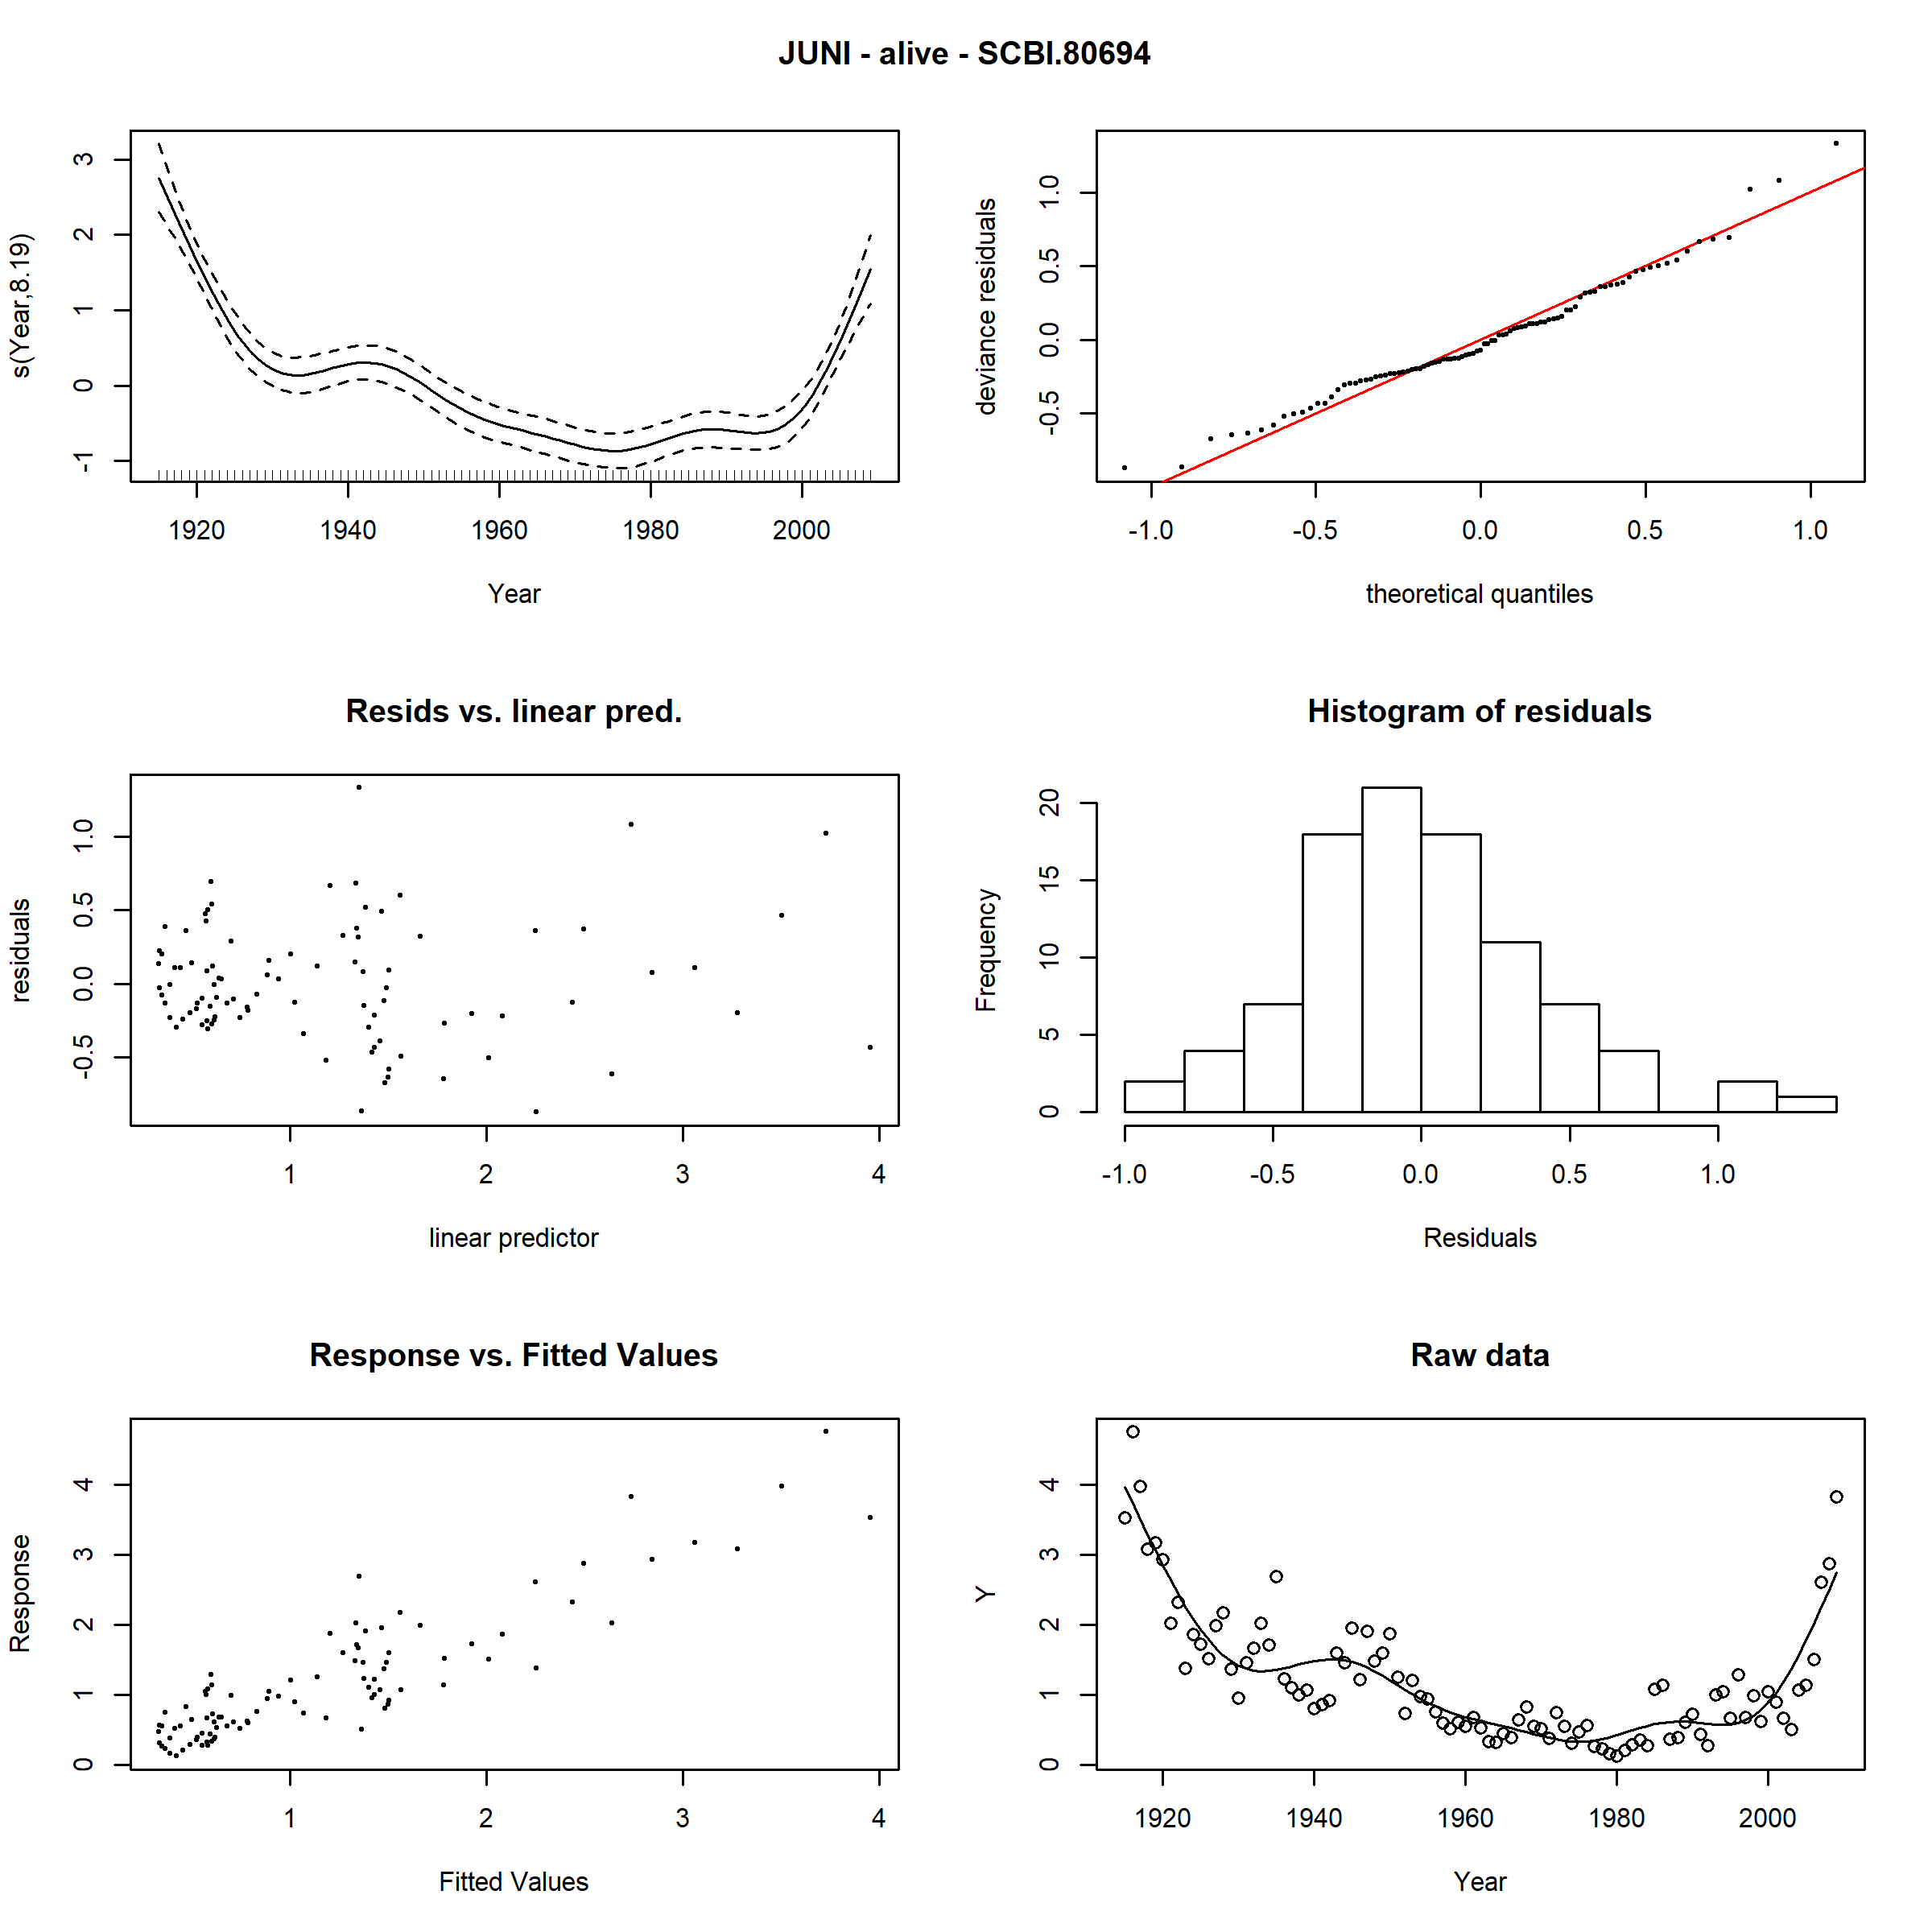 JUNI - alive - SCBI.80694
s(Year,8.19)
3
2
1
0
-1
1920 1940 1960 1980 2000
Year
deviance residuals
1.0
0.5
0.0
-0.5
-1.0 -0.5 0.0 0.5 1.0
theoretical quantiles
Resids vs. linear pred.
residuals
1.0
0.5
0.0
-0.5
1 2 3 4
linear predictor
Histogram of residuals
Frequency
20
15
10
5
0
-1.0 -0.5 0.0 0.5 1.0
Residuals
Response vs. Fitted Values
Response
4
3
2
1
0
1 2 3 4
Fitted Values
Raw data
Y
4
3
2
1
0
1920 1940 1960 1980 2000
Year